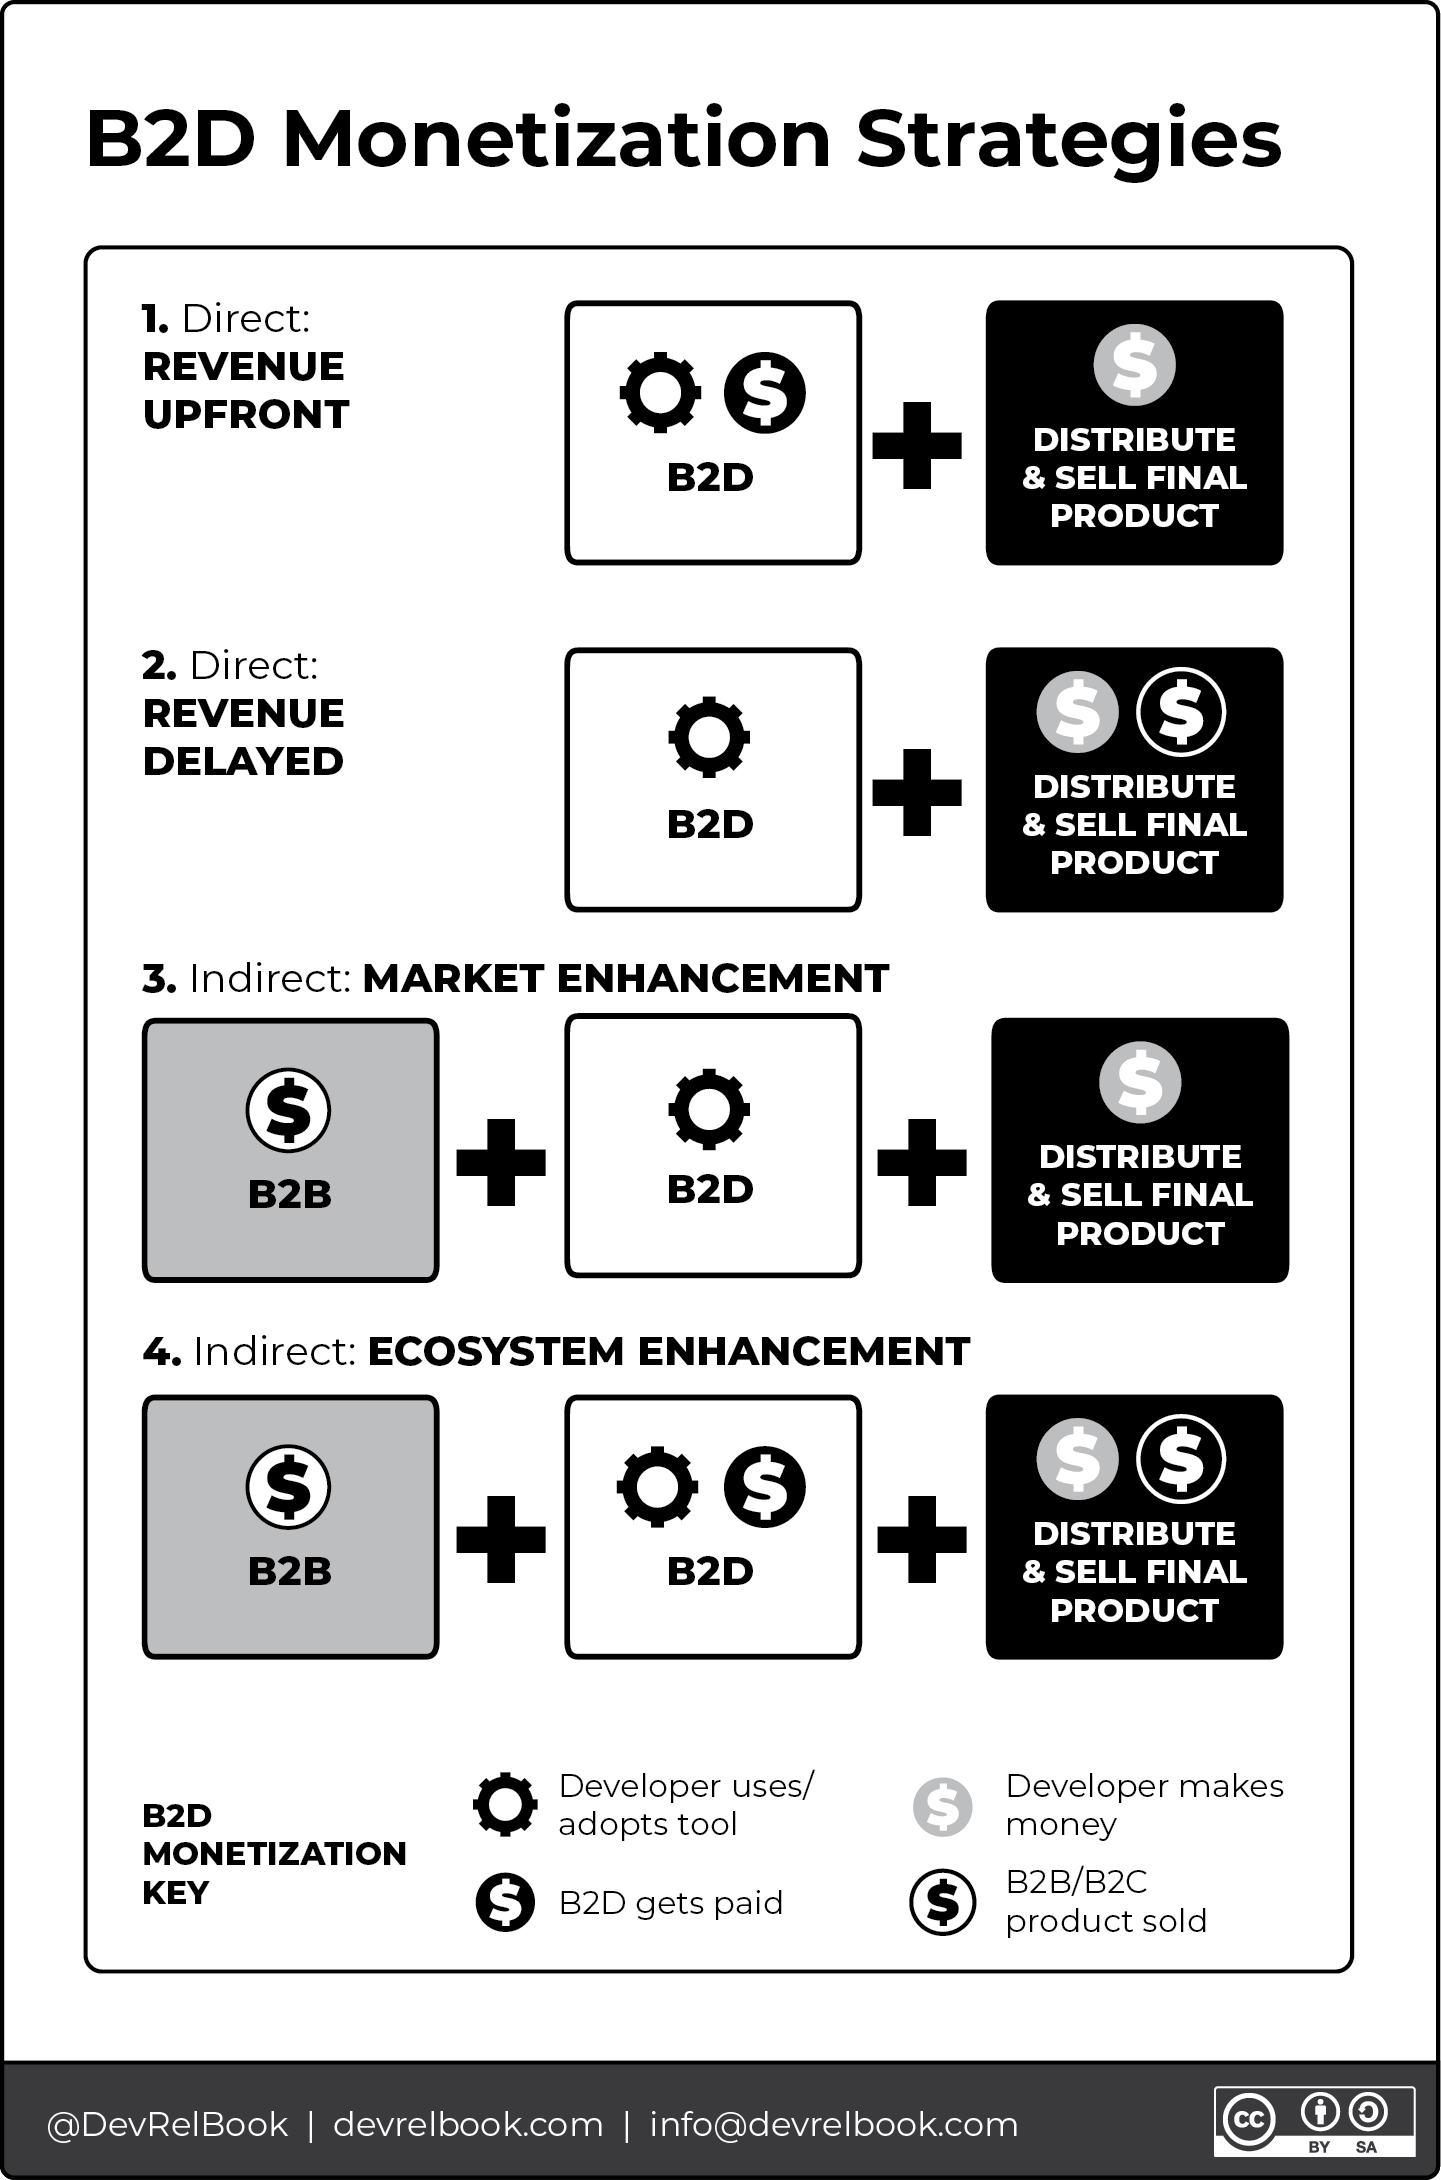 B2D Monetization Strategies
1. Direct:
REVENUE
UPFRONT
$
B2D
$
DISTRIBUTE
& SELL FINAL
PRODUCT
2. Direct:
REVENUE
DELAYED
B2D
$ $
DISTRIBUTE
& SELL FINAL
PRODUCT
3. Indirect: MARKET ENHANCEMENT
$
B2B
B2D
$
DISTRIBUTE
& SELL FINAL
PRODUCT
4. Indirect: ECOSYSTEM ENHANCEMENT
$
B2B
$
B2D
$ $
DISTRIBUTE
& SELL FINAL
PRODUCT
B2D
MONETIZATION
KEY
Developer uses/
adopts tool
$ B2D gets paid
$ Developer makes
money
$ B2B/B2C
product sold
@DevRelBook | devrelbook.com | info@devrelbook.com
cc
BY SA